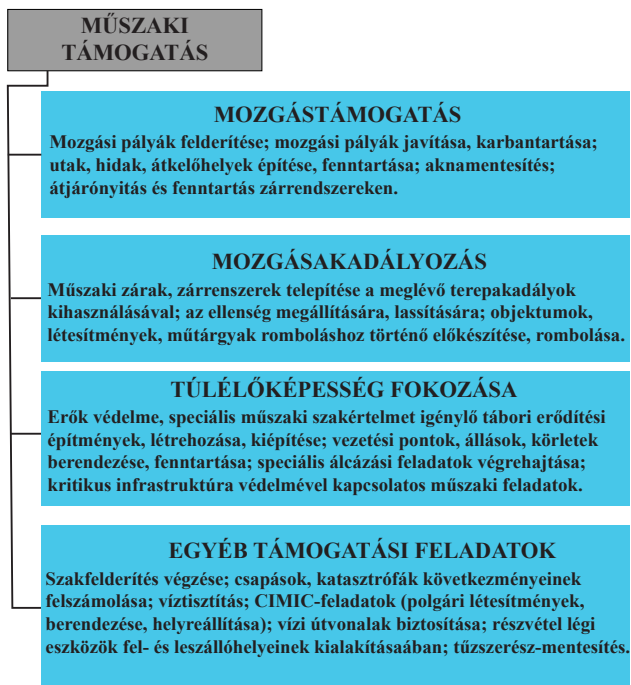 MŰSZAKI
TÁMOGATÁS
MOZGÁSTÁMOGATÁS
Mozgási pályák felderítése; mozgási pályák javítása, karbantartása;
utak, hidak, átkelőhelyek építése, fenntartása; aknamentesítés;
átjárónyitás és fenntartás zárrendszereken.
MOZGÁSAKADÁLYOZÁS
Műszaki zárak, zárrenszerek telepítése a meglévő terepakadályok
kihasználásával; az ellenség megállítására, lassítására; objektumok,
létesítmények, műtárgyak romboláshoz történő előkészítése, rombolása.
TÚLÉLŐKÉPESSÉG FOKOZÁSA
Erők védelme, speciális műszaki szakértelmet igénylő tábori erődítési
építmények, létrehozása, kiépítése; vezetési pontok, állások, körletek
berendezése, fenntartása; speciális álcázási feladatok végrehajtása;
kritikus infrastruktúra védelmével kapcsolatos műszaki feladatok.
EGYÉB TÁMOGATÁSI FELADATOK
Szakfelderítés végzése; csapások, katasztrófák következményeinek
felszámolása; víztisztítás; CIMIC-feladatok (polgári létesítmények,
berendezése, helyreállítása); vízi útvonalak biztosítása; részvétel légi
eszközök fel- és leszállóhelyeinek kialakításaában; tűzszerész-mentesítés.